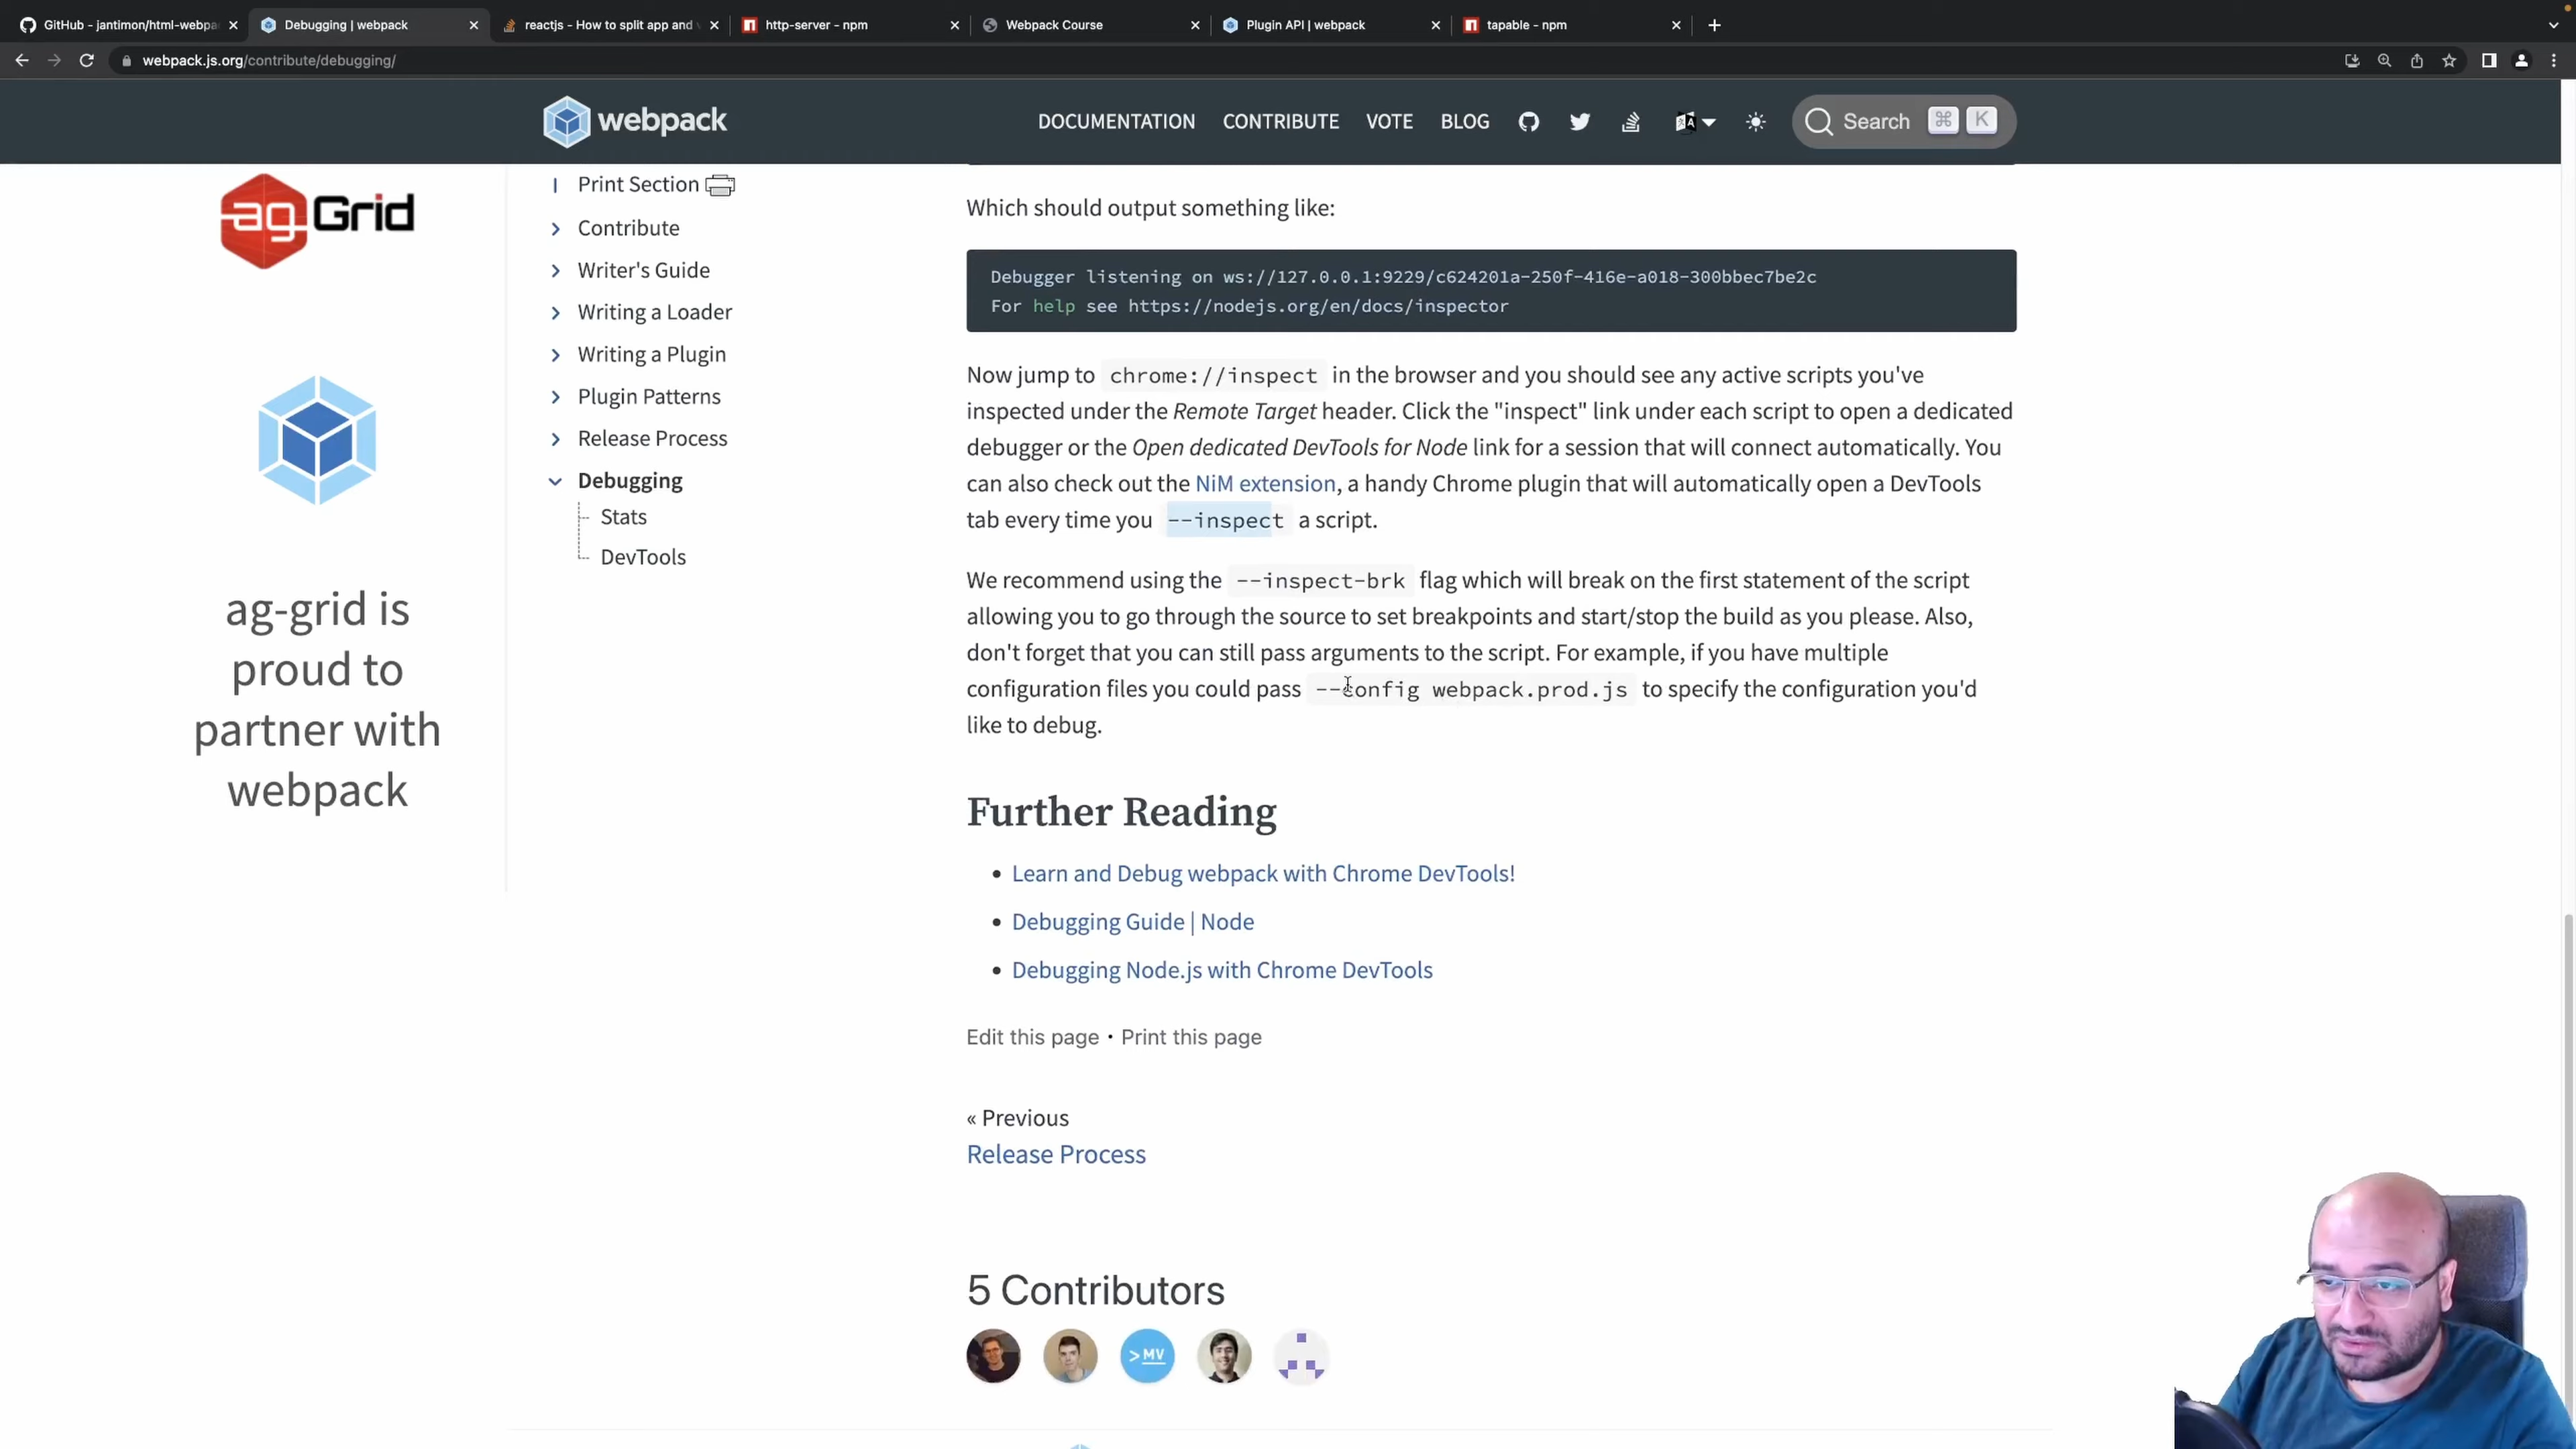 GitHub - jantimon/html-webpa
Debugging | webpack
reactjs - How to split app and
http-server - npm
Webpack Course
Plugin API | webpack
tapable - npm
webpack.js.org/contribute/debugging/
webpack
DOCUMENTATION CONTRIBUTE VOTE BLOG
Search ⌘ K
ag Grid
ag-grid is
proud to
partner with
webpack
Print Section
Contribute
Writer's Guide
Writing a Loader
Writing a Plugin
Plugin Patterns
Release Process
Debugging
Stats
DevTools
Which should output something like:
Debugger listening on ws://127.0.0.1:9229/c624201a-250f-416e-a018-300bbec7be2c
For help see https://nodejs.org/en/docs/inspector
Now jump to chrome://inspect in the browser and you should see any active scripts you've
inspected under the Remote Target header. Click the "inspect" link under each script to open a dedicated
debugger or the Open dedicated DevTools for Node link for a session that will connect automatically. You
can also check out the NiM extension, a handy Chrome plugin that will automatically open a DevTools
tab every time you --inspect a script.
We recommend using the --inspect-brk flag which will break on the first statement of the script
allowing you to go through the source to set breakpoints and start/stop the build as you please. Also,
don't forget that you can still pass arguments to the script. For example, if you have multiple
configuration files you could pass --config webpack.prod.js to specify the configuration you'd
like to debug.
Further Reading
• Learn and Debug webpack with Chrome DevTools!
• Debugging Guide | Node
• Debugging Node.js with Chrome DevTools
Edit this page • Print this page
« Previous
Release Process
5 Contributors
>MV